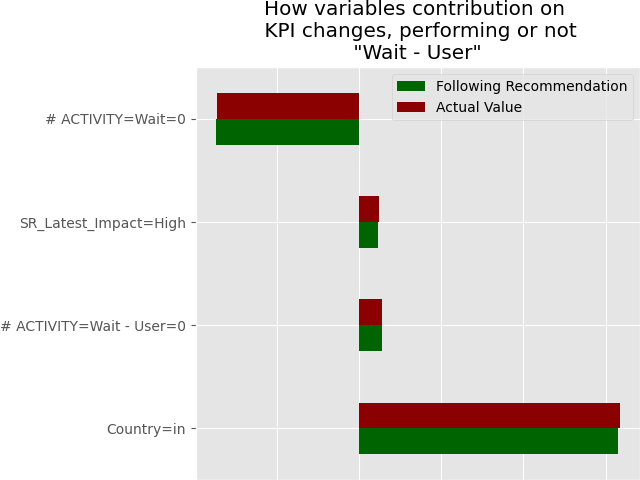 How variables contribution on
KPI changes, performing or not
"Wait - User"
Following Recommendation
Actual Value
# ACTIVITY=Wait=0
SR_Latest_Impact=High
# ACTIVITY=Wait - User=0
Country=in